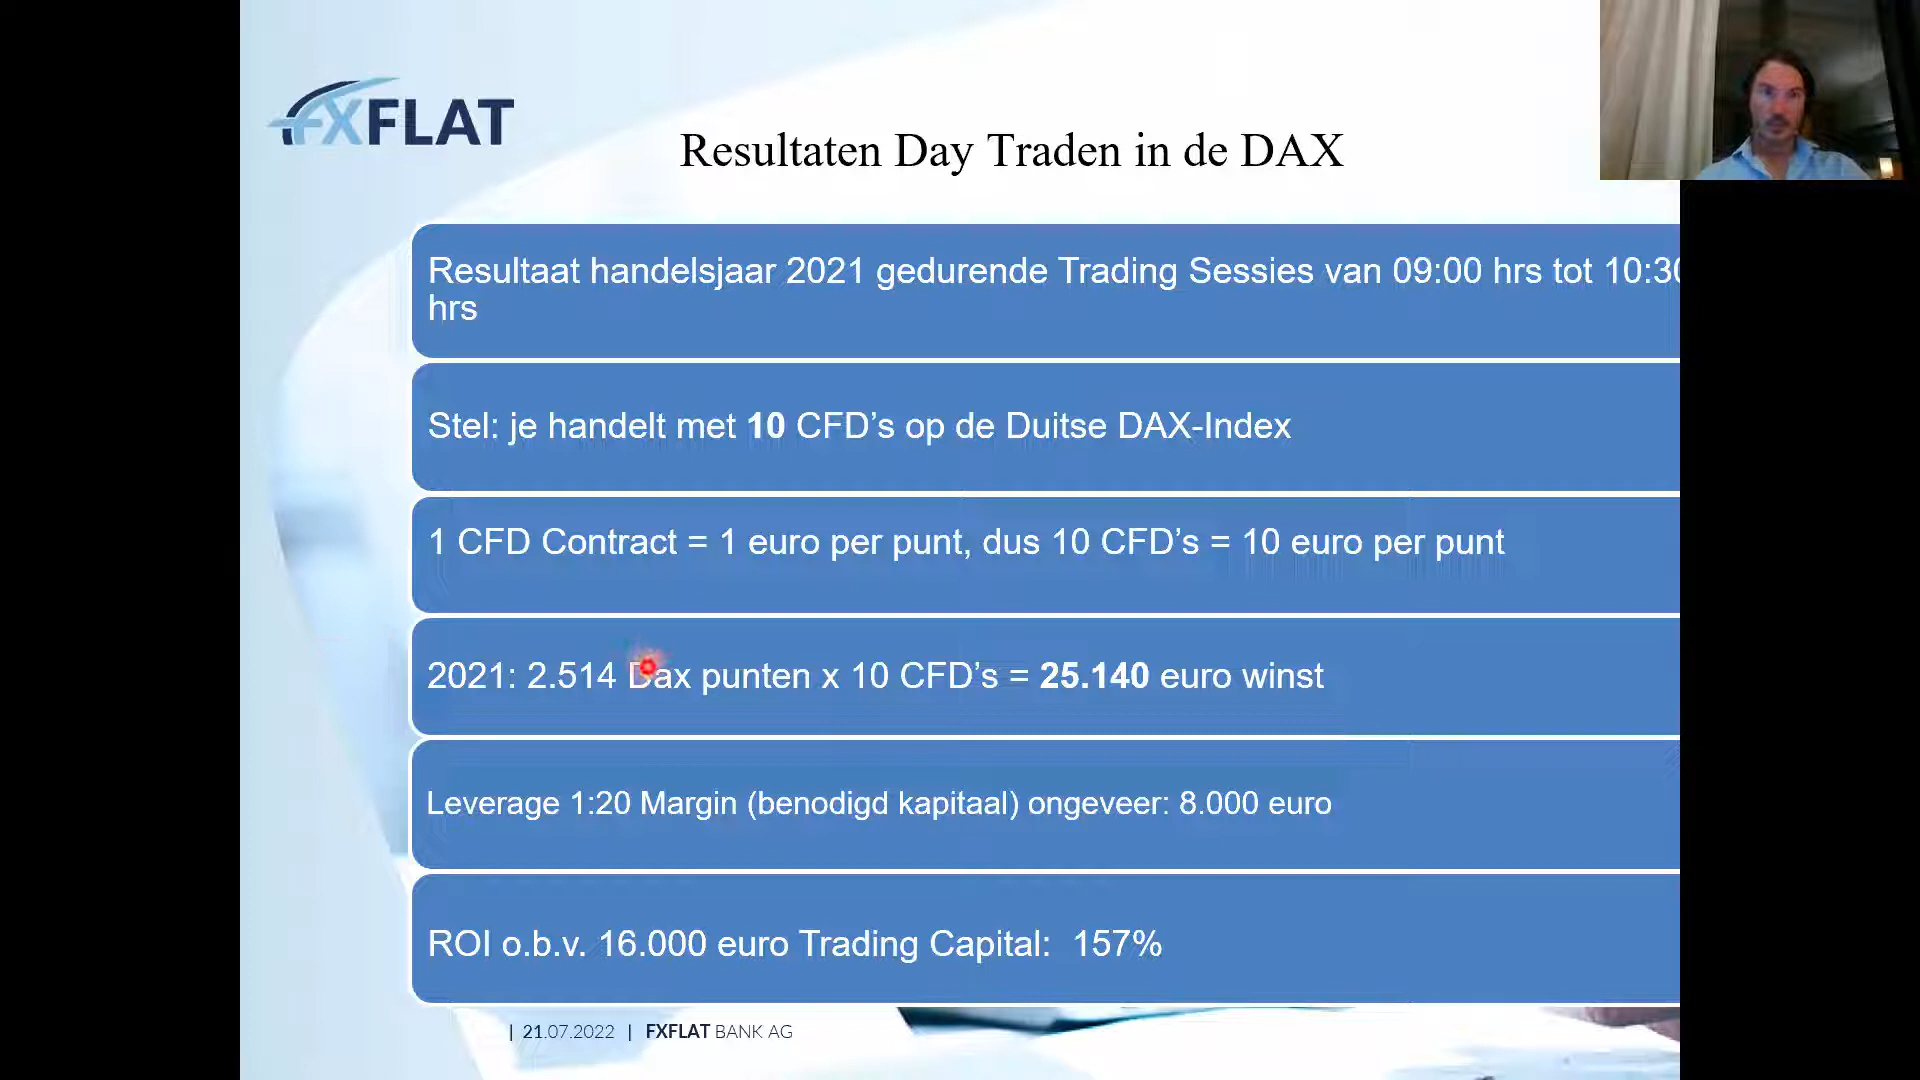 FXFLAT
Resultaten Day Traden in de DAX
Resultaat handelsjaar 2021 gedurende Trading Sessies van 09:00 hrs tot 10:30
hrs
Stel: je handelt met 10 CFD’s op de Duitse DAX-Index
1 CFD Contract = 1 euro per punt, dus 10 CFD’s = 10 euro per punt
2021: 2.514 Dax punten x 10 CFD’s = 25.140 euro winst
Leverage 1:20 Margin (benodigd kapitaal) ongeveer: 8.000 euro
ROI o.b.v. 16.000 euro Trading Capital: 157%
| 21.07.2022 | FXFLAT BANK AG